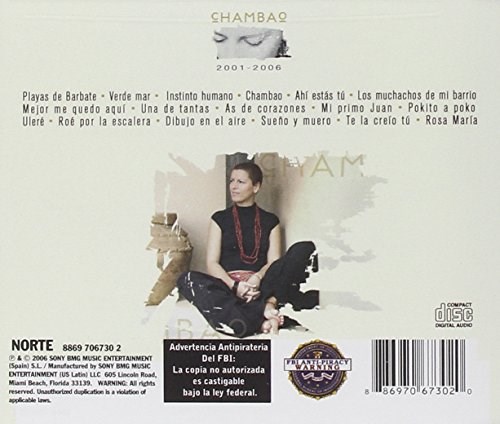 CHAMBAO
2001-2006
Playas de Barbate • Verde mar • Instinto humano • Chambao • Ahí estás tú • Los muchachos de mi barrio
Mejor me quedo aquí • Una de tantas • As de corazones • Mi primo Juan • Pokito a poko
Uleré • Roé por la escalera • Dibujo en el aire • Sueño y muero • Te la creío tú • Rosa María
CHAM
BAO
NORTE 8869 706730 2
℗ & © 2006 SONY BMG MUSIC ENTERTAINMENT
(Spain) S.L. / Manufactured by SONY BMG MUSIC
ENTERTAINMENT (US Latin) LLC 605 Lincoln Road,
Miami Beach, Florida 33139. WARNING: All rights
reserved. Unauthorized duplication is a violation of
applicable laws.
Advertencia Antipirateria
Del FBI:
La copia no autorizada
es castigable
bajo la ley federal.
FBI ANTI-PIRACY
WARNING
COMPACT
disc
DIGITAL AUDIO
8 86970 67302 0